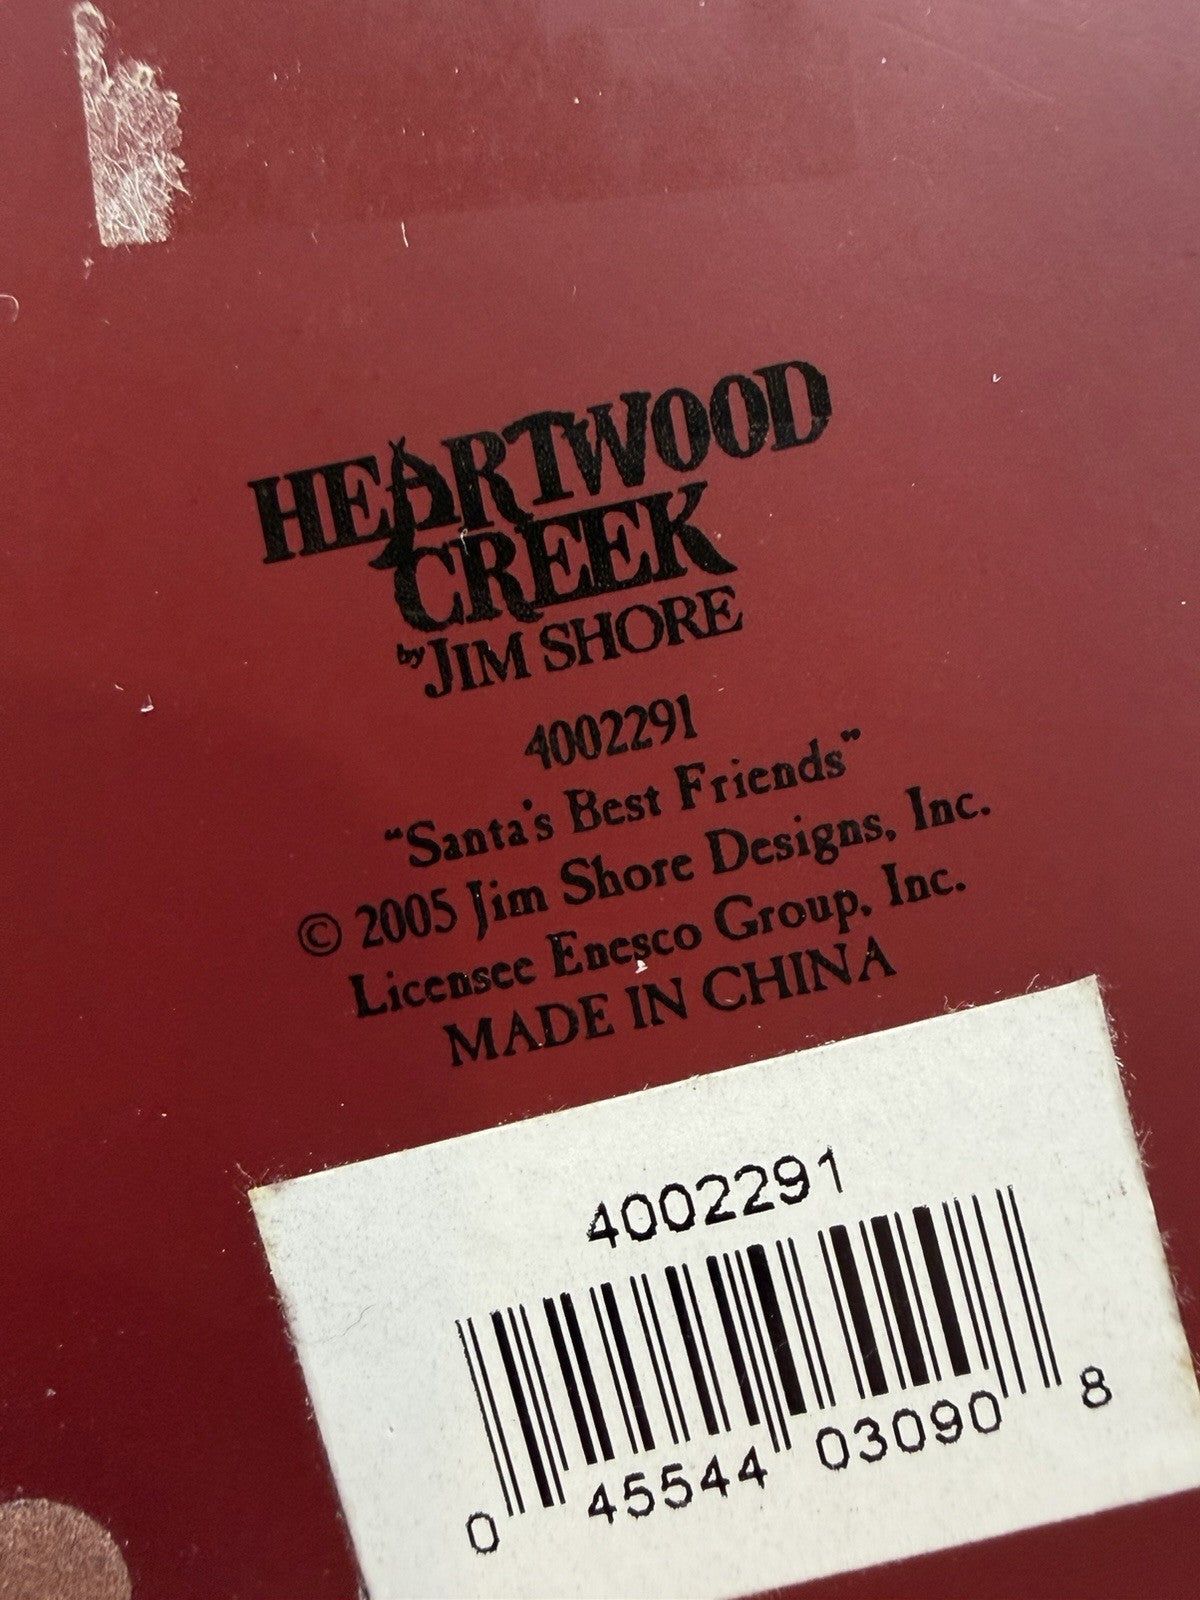 HEARTWOOD
CREEK
by JIM SHORE
4002291
"Santa's Best Friends"
© 2005 Jim Shore Designs, Inc.
Licensee Enesco Group, Inc.
MADE IN CHINA
4002291
0 45544 03090 8